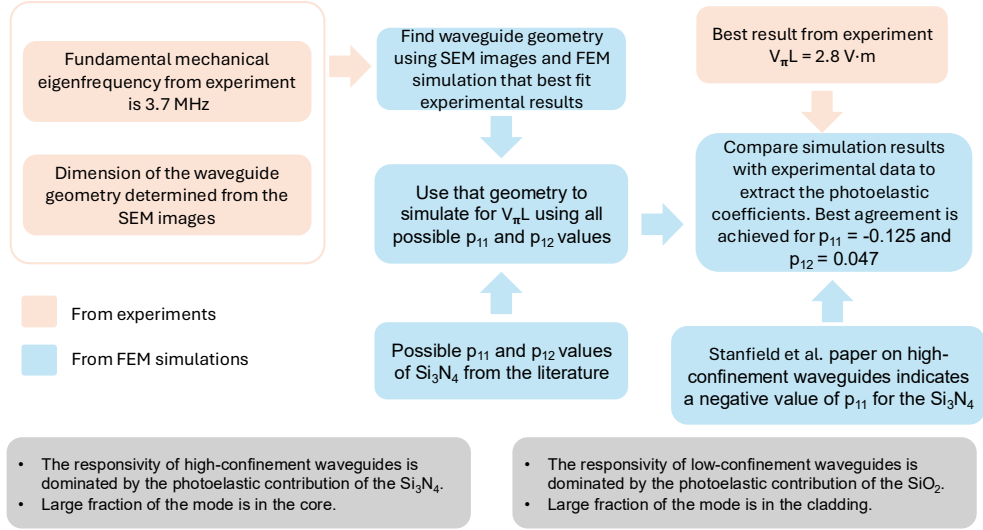 Fundamental mechanical
eigenfrequency from experiment
is 3.7 MHz
Dimension of the waveguide
geometry determined from the
SEM images
Find waveguide geometry
using SEM images and FEM
simulation that best fit
experimental results
Best result from experiment
VπL = 2.8 V·m
Use that geometry to
simulate for VπL using all
possible p₁₁ and p₁₂ values
Compare simulation results
with experimental data to
extract the photoelastic
coefficients. Best agreement is
achieved for p₁₁ = -0.125 and
p₁₂ = 0.047
From experiments
From FEM simulations
Possible p₁₁ and p₁₂ values
of Si₃N₄ from the literature
Stanfield et al. paper on high-
confinement waveguides indicates
a negative value of p₁₁ for the Si₃N₄
• The responsivity of high-confinement waveguides is
dominated by the photoelastic contribution of the Si₃N₄.
• Large fraction of the mode is in the core.
• The responsivity of low-confinement waveguides is
dominated by the photoelastic contribution of the SiO₂.
• Large fraction of the mode is in the cladding.